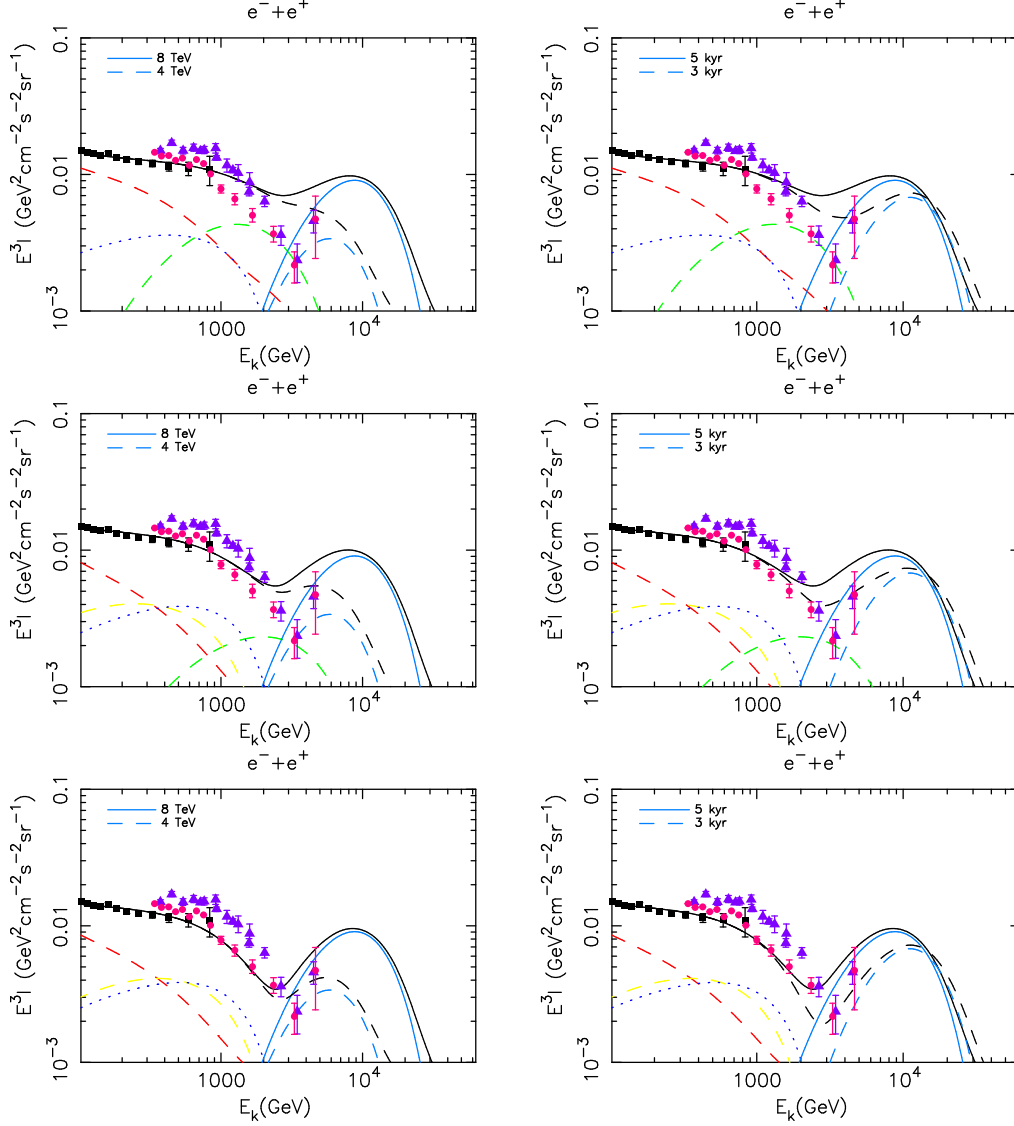 e⁻+e⁺
E³I (GeV²cm⁻²s⁻²sr⁻¹)
0.1
0.01
10⁻³
8 TeV
4 TeV
1000
10⁴
Eₖ(GeV)
e⁻+e⁺
E³I (GeV²cm⁻²s⁻²sr⁻¹)
0.1
0.01
10⁻³
5 kyr
3 kyr
1000
10⁴
Eₖ(GeV)
e⁻+e⁺
E³I (GeV²cm⁻²s⁻²sr⁻¹)
0.1
0.01
10⁻³
8 TeV
4 TeV
1000
10⁴
Eₖ(GeV)
e⁻+e⁺
E³I (GeV²cm⁻²s⁻²sr⁻¹)
0.1
0.01
10⁻³
5 kyr
3 kyr
1000
10⁴
Eₖ(GeV)
e⁻+e⁺
E³I (GeV²cm⁻²s⁻²sr⁻¹)
0.1
0.01
10⁻³
8 TeV
4 TeV
1000
10⁴
Eₖ(GeV)
e⁻+e⁺
E³I (GeV²cm⁻²s⁻²sr⁻¹)
0.1
0.01
10⁻³
5 kyr
3 kyr
1000
10⁴
Eₖ(GeV)